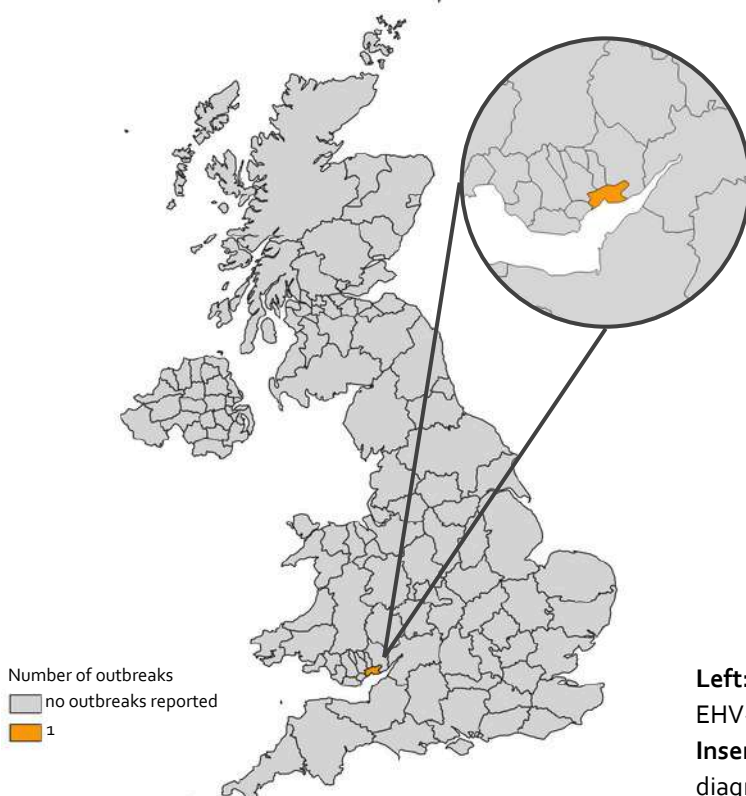 Number of outbreaks
no outbreaks reported
1
Left:
EHV
Inser
diagn